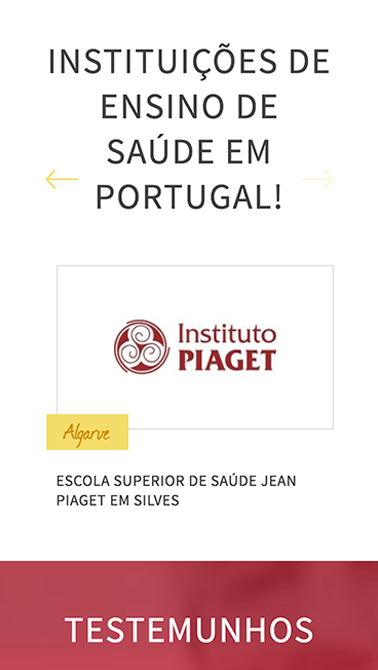 INSTITUIÇÕES DE
ENSINO DE
SAÚDE EM
PORTUGAL!
Instituto
PIAGET
Algarve
ESCOLA SUPERIOR DE SAÚDE JEAN
PIAGET EM SILVES
TESTEMUNHOS